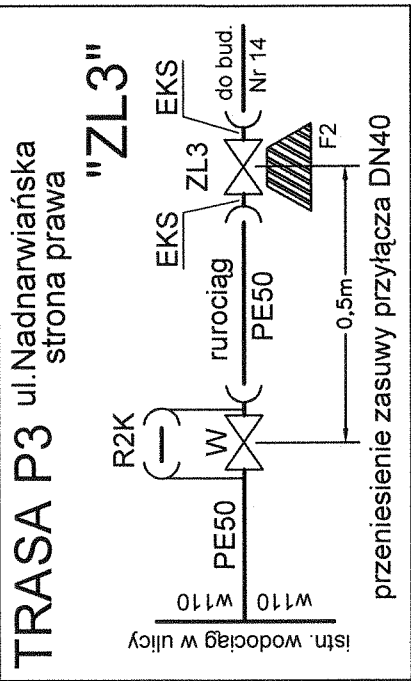 TRASA P3
ul.Nadnarwiańska
strona prawa
"ZL3"
istn. wodociąg w ulicy
w110
w110
PE50
R2K
W
rurociąg
PE50
EKS
ZL3
EKS
do bud.
Nr 14
F2
0,5m
przeniesienie zasuwy przyłącza DN40